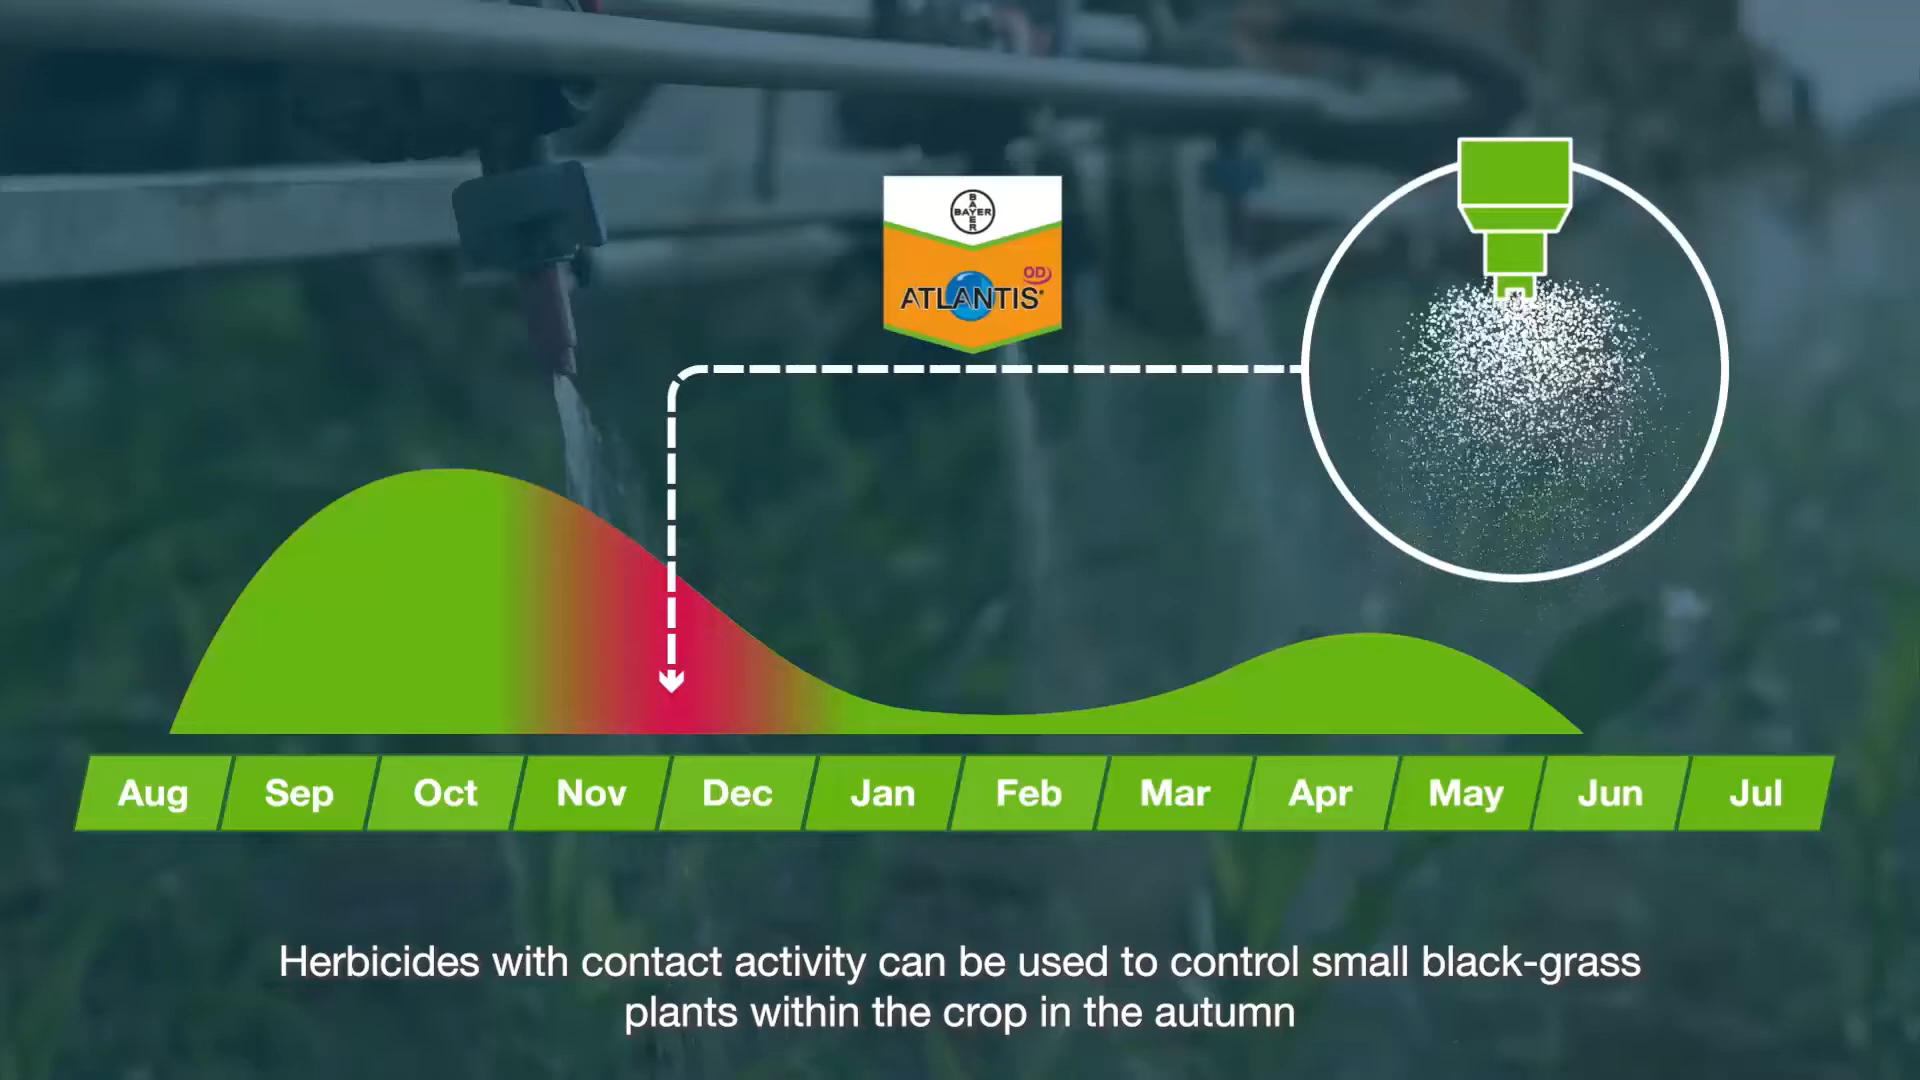 BAYER
BAYER
OD
ATLANTIS
Aug Sep Oct Nov Dec Jan Feb Mar Apr May Jun Jul
Herbicides with contact activity can be used to control small black-grass
plants within the crop in the autumn